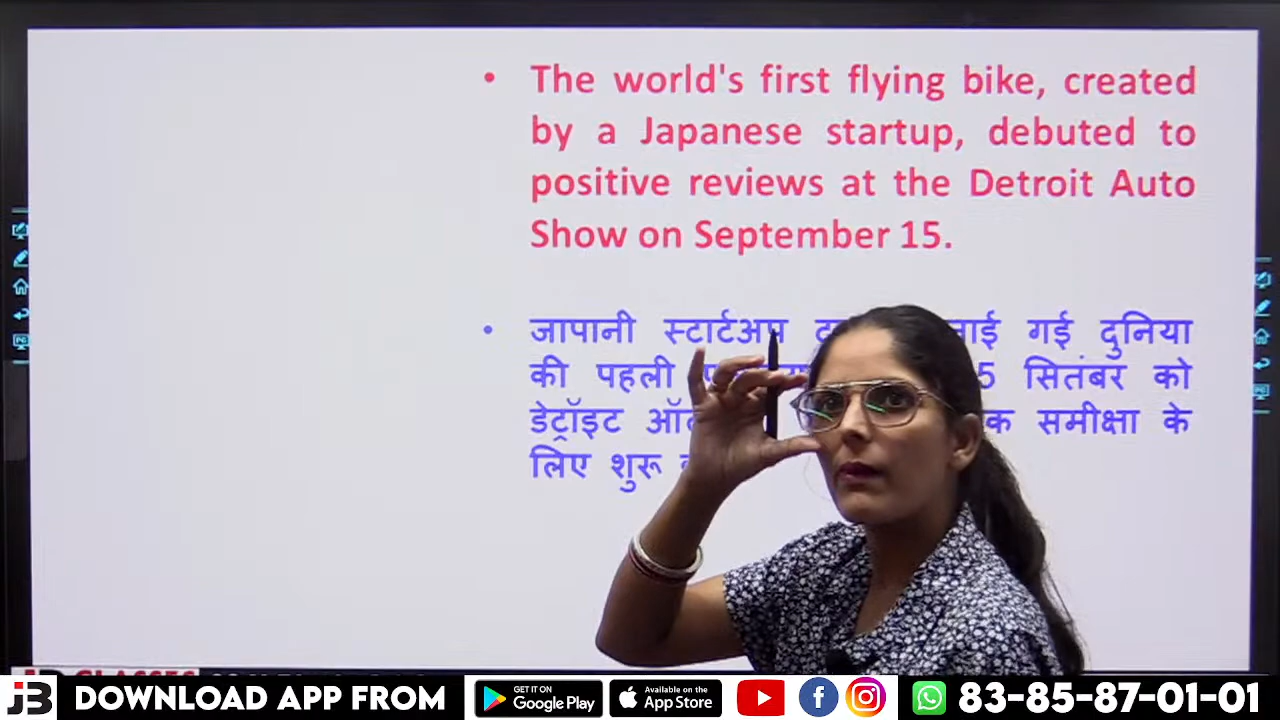 • The world's first flying bike, created
by a Japanese startup, debuted to
positive reviews at the Detroit Auto
Show on September 15.
• जापानी स्टार्टअप गई दुनिया
की पहली सितंबर को
डेट्रॉइट समीक्षा के
लिए शुरू
JB DOWNLOAD APP FROM
GET IT ON
Google Play
Available on the
App Store
83-85-87-01-01